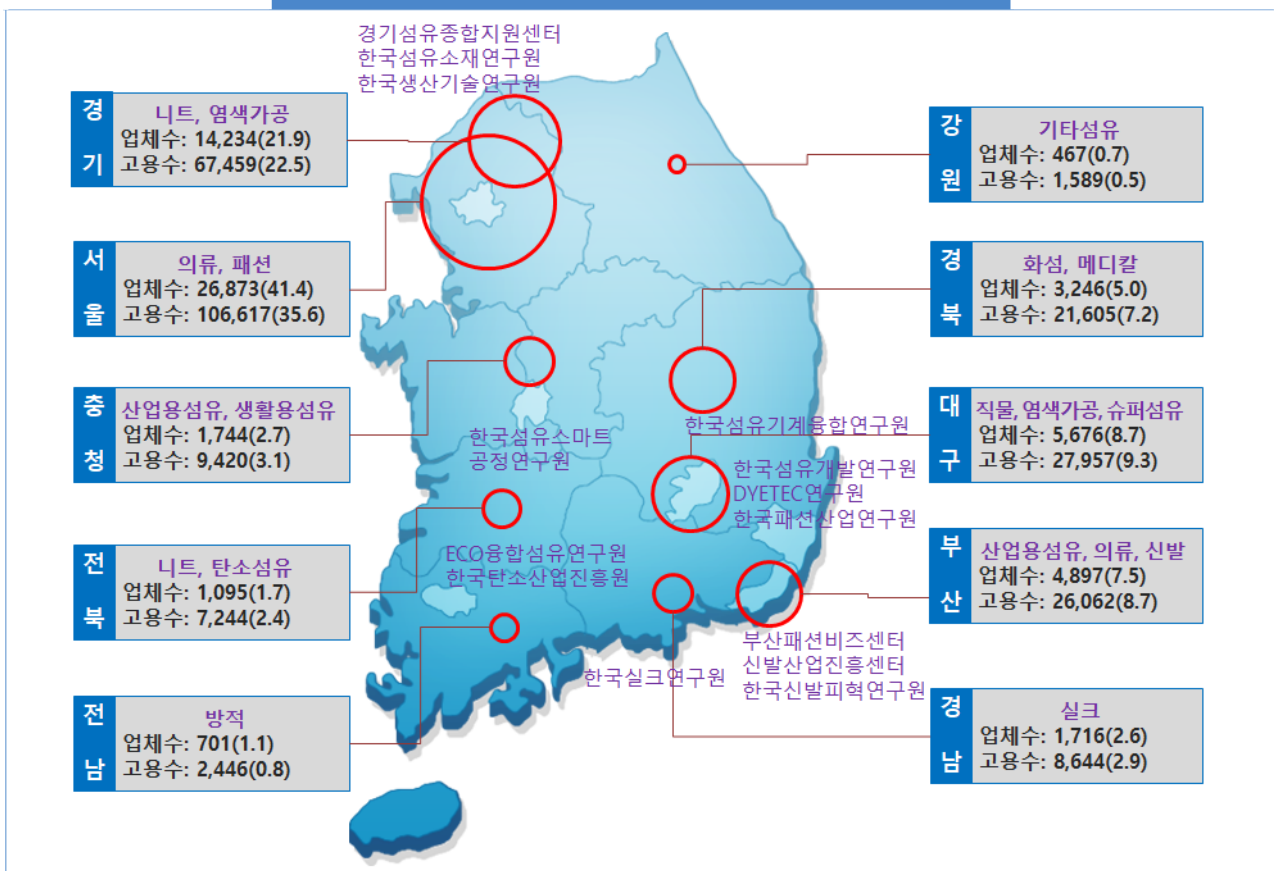 경기섬유종합지원센터
한국섬유소재연구원
한국생산기술연구원
경기
니트, 염색가공
업체수: 14,234(21.9)
고용수: 67,459(22.5)
강원
기타섬유
업체수: 467(0.7)
고용수: 1,589(0.5)
서울
의류, 패션
업체수: 26,873(41.4)
고용수: 106,617(35.6)
경북
화섬, 메디칼
업체수: 3,246(5.0)
고용수: 21,605(7.2)
충청
산업용섬유, 생활용섬유
업체수: 1,744(2.7)
고용수: 9,420(3.1)
한국섬유스마트
공정연구원
한국섬유기계융합연구원
대구
직물, 염색가공, 슈퍼섬유
업체수: 5,676(8.7)
고용수: 27,957(9.3)
한국섬유개발연구원
DYETEC연구원
한국패션산업연구원
전북
니트, 탄소섬유
업체수: 1,095(1.7)
고용수: 7,244(2.4)
ECO융합섬유연구원
한국탄소산업진흥원
부산
산업용섬유, 의류, 신발
업체수: 4,897(7.5)
고용수: 26,062(8.7)
부산패션비즈센터
신발산업진흥센터
한국신발피혁연구원
한국실크연구원
전남
방적
업체수: 701(1.1)
고용수: 2,446(0.8)
경남
실크
업체수: 1,716(2.6)
고용수: 8,644(2.9)